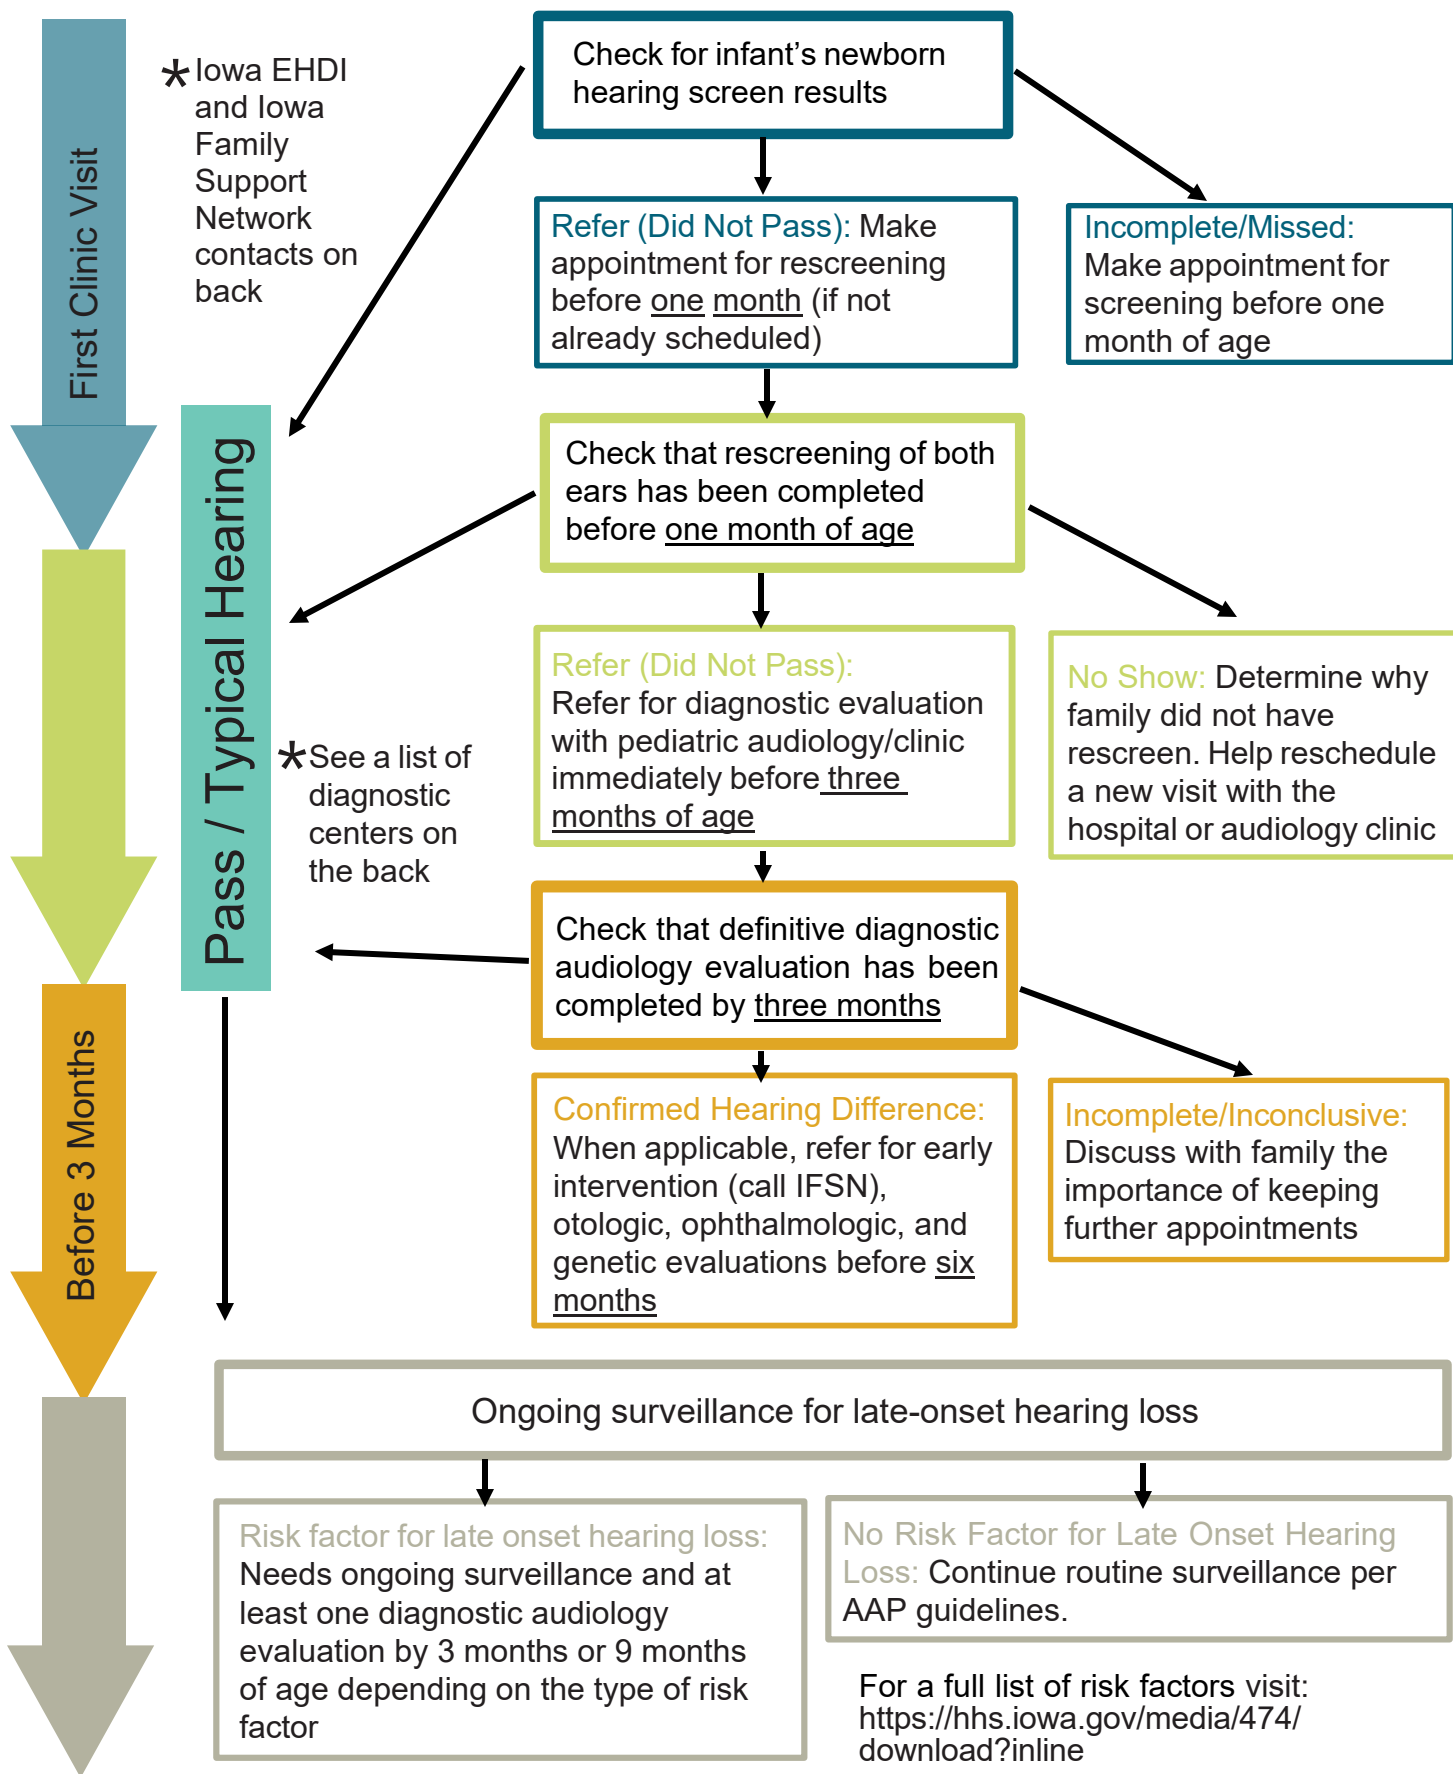 First Clinic Visit
*Iowa EHDI
and Iowa
Family
Support
Network
contacts on
back
Check for infant's newborn
hearing screen results
Refer (Did Not Pass): Make
appointment for rescreening
before one month (if not
already scheduled)
Incomplete/Missed:
Make appointment for
screening before one
month of age
Pass / Typical Hearing
Check that rescreening of both
ears has been completed
before one month of age
Refer (Did Not Pass):
Refer for diagnostic evaluation
with pediatric audiology/clinic
immediately before three
months of age
No Show: Determine why
family did not have
rescreen. Help reschedule
a new visit with the
hospital or audiology clinic
*See a list of
diagnostic
centers on
the back
Before 3 Months
Check that definitive diagnostic
audiology evaluation has been
completed by three months
Confirmed Hearing Difference:
When applicable, refer for early
intervention (call IFSN),
otologic, ophthalmologic, and
genetic evaluations before six
months
Incomplete/Inconclusive:
Discuss with family the
importance of keeping
further appointments
Ongoing surveillance for late-onset hearing loss
Risk factor for late onset hearing loss:
Needs ongoing surveillance and at
least one diagnostic audiology
evaluation by 3 months or 9 months
of age depending on the type of risk
factor
No Risk Factor for Late Onset Hearing
Loss: Continue routine surveillance per
AAP guidelines.
For a full list of risk factors visit:
https://hhs.iowa.gov/media/474/
download?inline